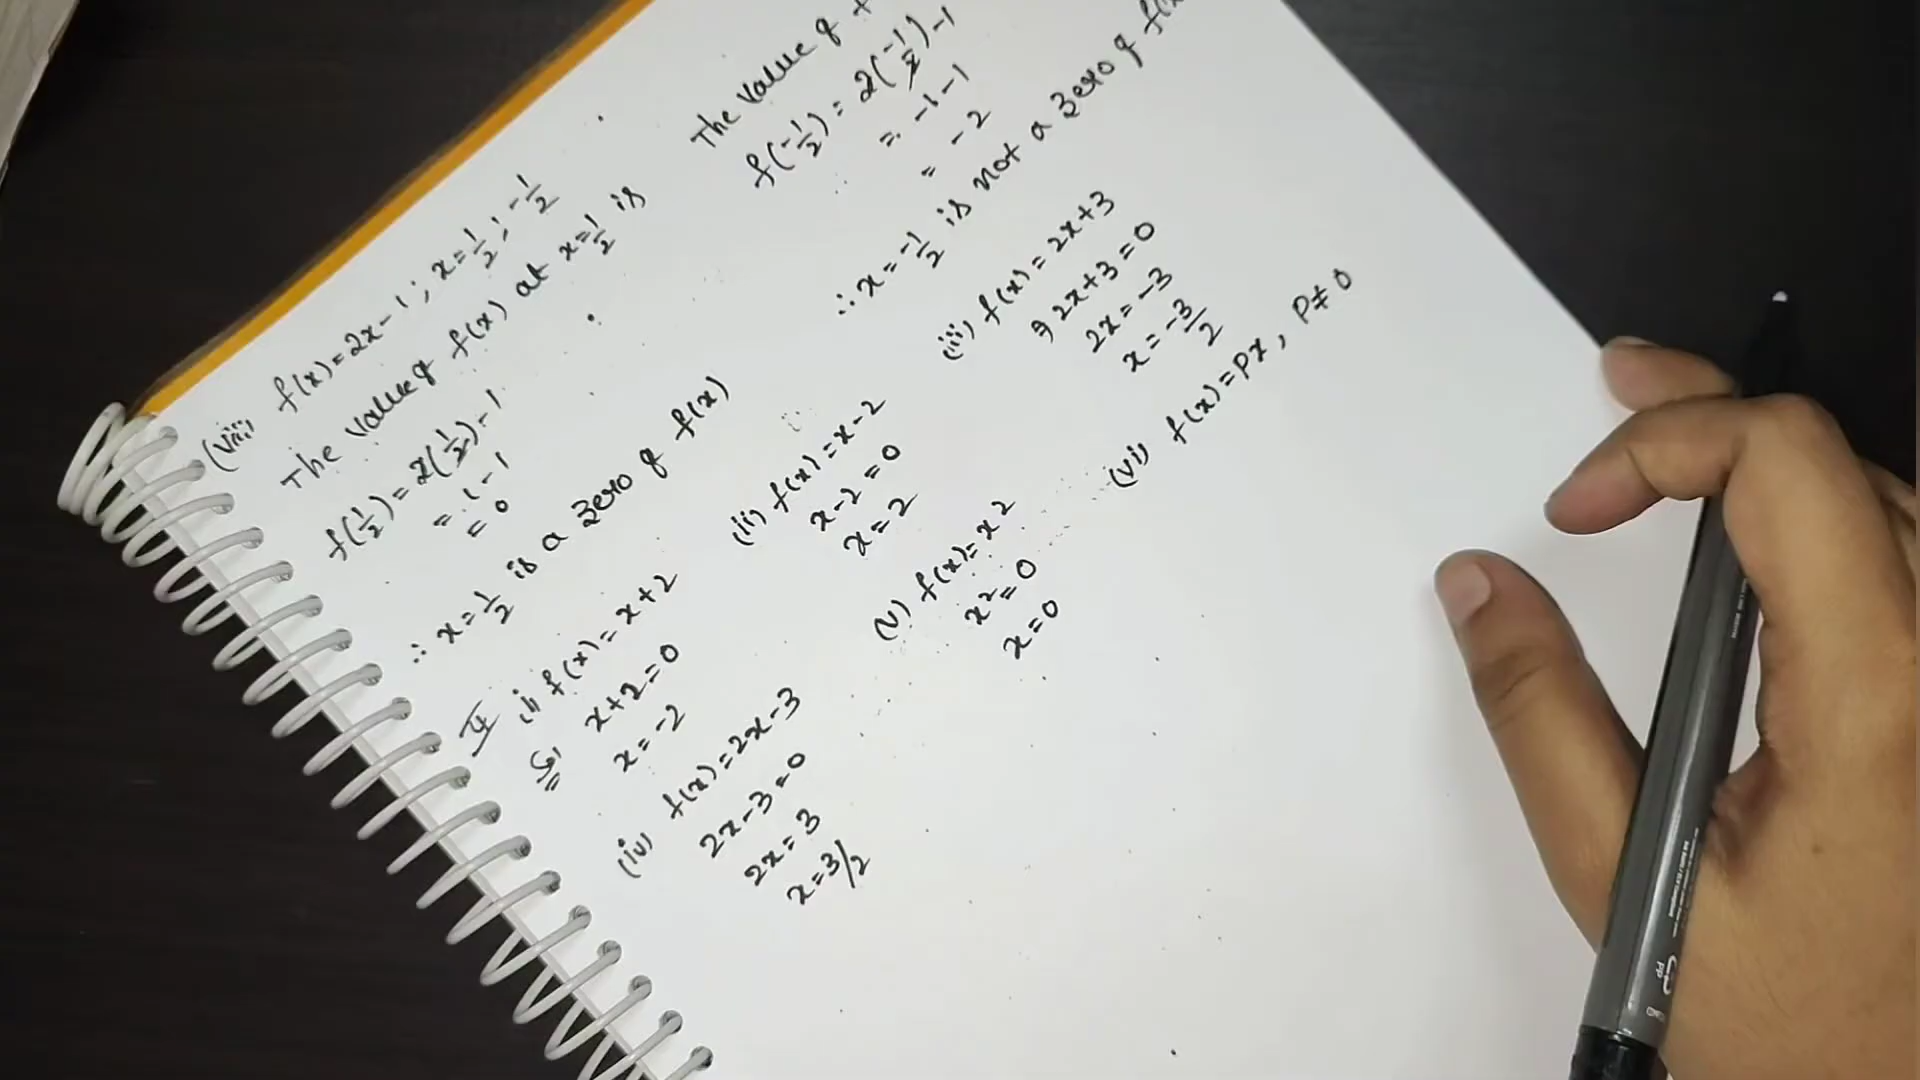 (viii) f(x)=2x-1; x=1/2; -1/2
The value of f(x) at x=1/2 is
f(1/2)=2(1/2)-1
= 1-1
= 0
∴ x=1/2 is a zero of f(x)
The value of
f(-1/2)=2(-1/2)-1
= -1-1
= -2
∴ x=-1/2 is not a zero of
(i) f(x)=x+2
Sol x+2=0
x=-2
(ii) f(x)=x-2
x-2=0
x=2
(iii) f(x)=2x+3
2x+3=0
2x=-3
x=-3/2
(iv) f(x)=2x-3
2x-3=0
2x=3
x=3/2
(v) f(x)=x2
x²=0
x=0
(vi) f(x)=px, p≠0
PP